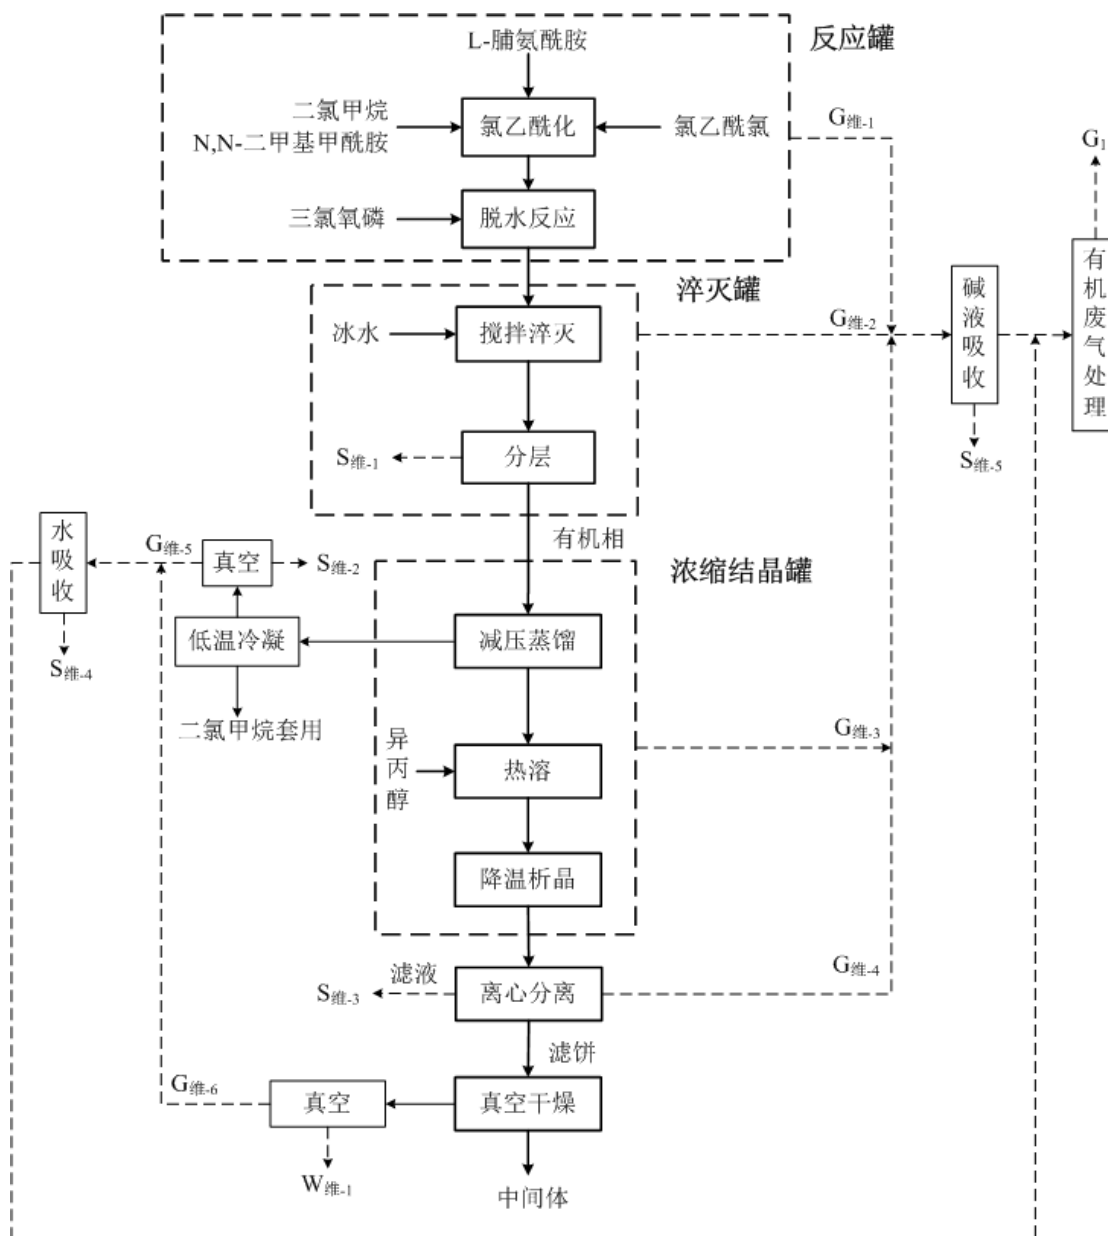 L-脯氨酰胺
反应罐
二氯甲烷
N,N-二甲基甲酰胺
氯乙酰化
氯乙酰氯
G维-1
G1
三氯氧磷
脱水反应
淬灭罐
冰水
搅拌淬灭
G维-2
碱液吸收
有机废气处理
S维-1
分层
S维-5
有机相
水吸收
G维-5
真空
S维-2
浓缩结晶罐
低温冷凝
减压蒸馏
S维-4
二氯甲烷套用
异丙醇
热溶
G维-3
降温析晶
滤液
S维-3
离心分离
G维-4
滤饼
G维-6
真空
真空干燥
W维-1
中间体